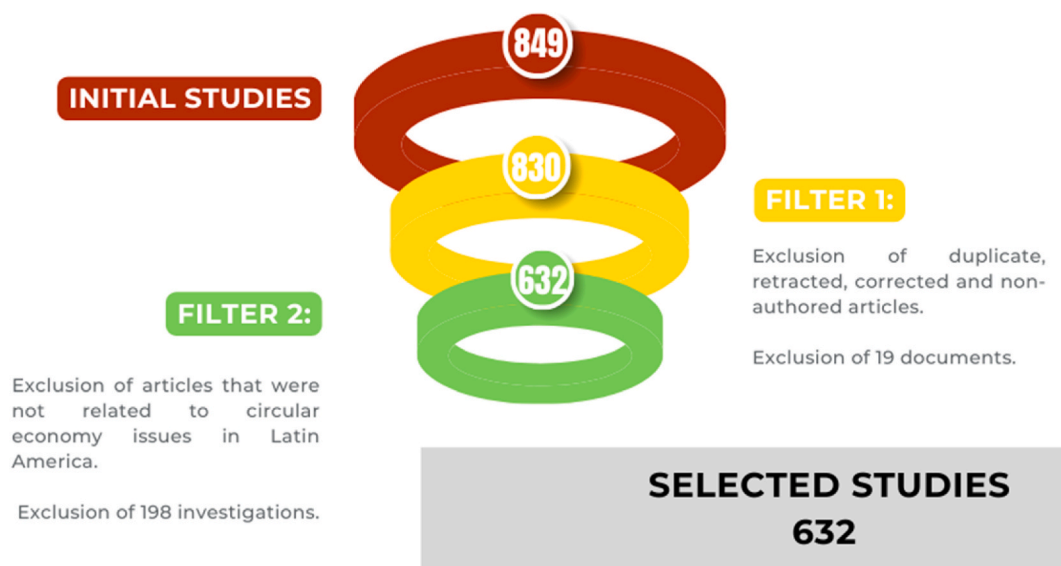 849
INITIAL STUDIES
830
FILTER 1:
Exclusion of duplicate,
retracted, corrected and non-
authored articles.
Exclusion of 19 documents.
632
FILTER 2:
Exclusion of articles that were
not related to circular
economy issues in Latin
America.
Exclusion of 198 investigations.
SELECTED STUDIES
632